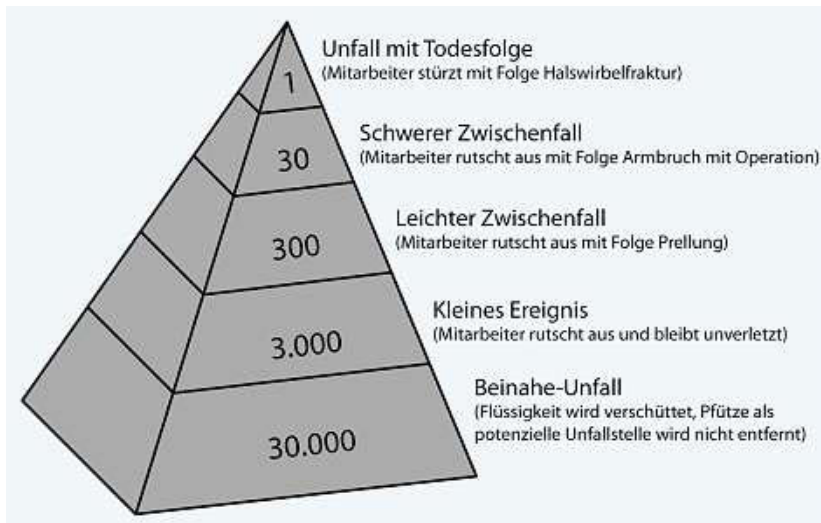 1
Unfall mit Todesfolge
(Mitarbeiter stürzt mit Folge Halswirbelfraktur)
30
Schwerer Zwischenfall
(Mitarbeiter rutscht aus mit Folge Armbruch mit Operation)
300
Leichter Zwischenfall
(Mitarbeiter rutscht aus mit Folge Prellung)
3.000
Kleines Ereignis
(Mitarbeiter rutscht aus und bleibt unverletzt)
30.000
Beinahe-Unfall
(Flüssigkeit wird verschüttet, Pfütze als
potenzielle Unfallstelle wird nicht entfernt)